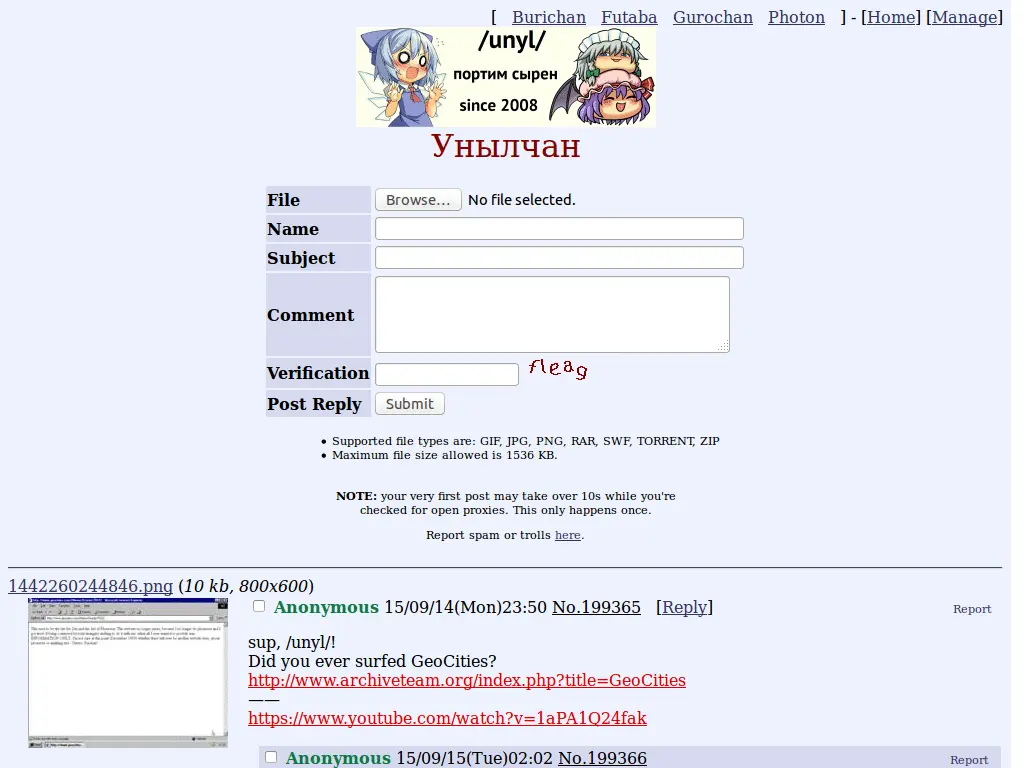 [ Burichan Futaba Gurochan Photon ] - [Home] [Manage]
/unyl/
портим сырен
since 2008
Унылчан
File Browse... No file selected.
Name
Subject
Comment
Verification fleag
Post Reply Submit
• Supported file types are: GIF, JPG, PNG, RAR, SWF, TORRENT, ZIP
• Maximum file size allowed is 1536 KB.
NOTE: your very first post may take over 10s while you're
checked for open proxies. This only happens once.
Report spam or trolls here.
1442260244846.png (10 kb, 800x600)
Anonymous 15/09/14(Mon)23:50 No.199365 [Reply] Report
sup, /unyl/!
Did you ever surfed GeoCities?
http://www.archiveteam.org/index.php?title=GeoCities
——
https://www.youtube.com/watch?v=1aPA1Q24fak
Anonymous 15/09/15(Tue)02:02 No.199366 Report